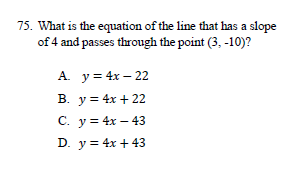 75. What is the equation of the line that has a slope
of 4 and passes through the point (3, -10)?
A. y = 4x – 22
B. y = 4x + 22
C. y = 4x – 43
D. y = 4x + 43